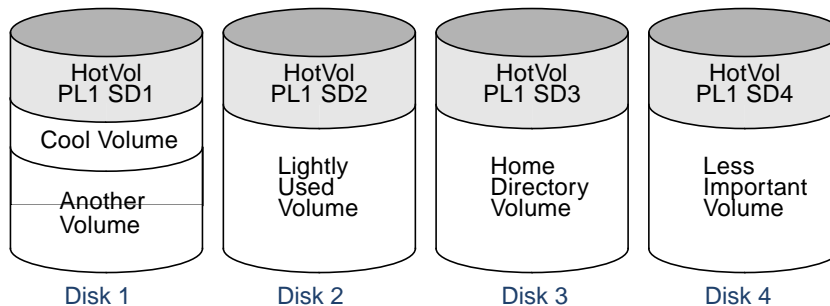 HotVol
PL1 SD1
Cool Volume
Another
Volume
Disk 1
HotVol
PL1 SD2
Lightly
Used
Volume
Disk 2
HotVol
PL1 SD3
Home
Directory
Volume
Disk 3
HotVol
PL1 SD4
Less
Important
Volume
Disk 4